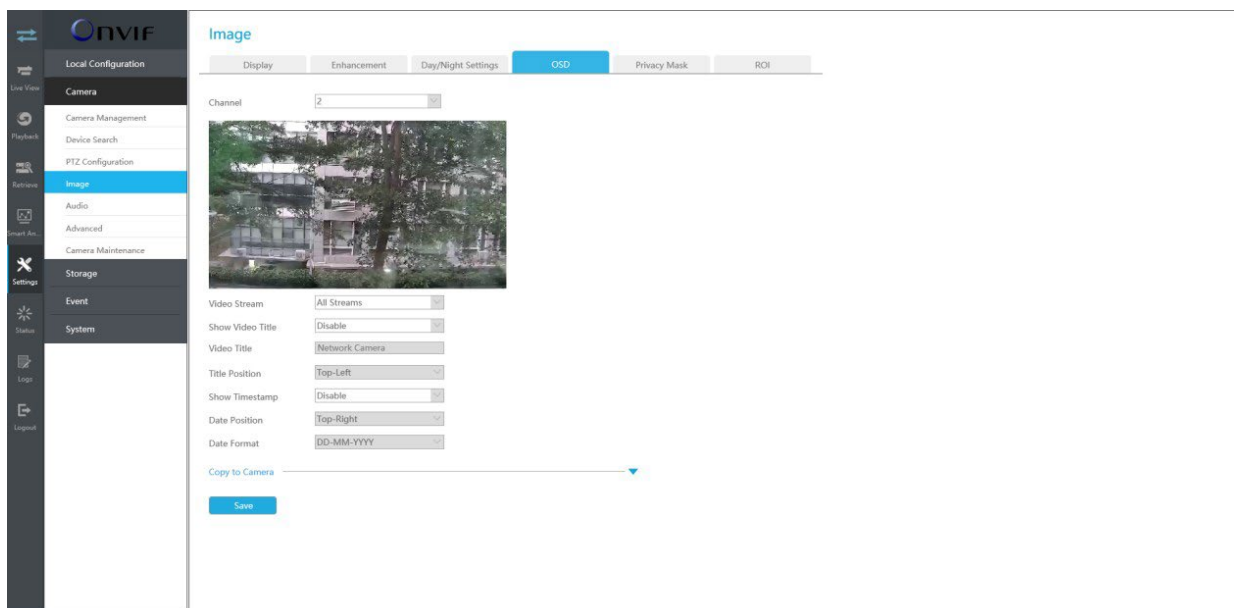 ONVIF
Live View
Playback
Retrieve
Smart An...
Settings
Status
Logs
Logout
Local Configuration
Camera
Camera Management
Device Search
PTZ Configuration
Image
Audio
Advanced
Camera Maintenance
Storage
Event
System
Image
Display
Enhancement
Day/Night Settings
OSD
Privacy Mask
ROI
Channel 2
Video Stream All Streams
Show Video Title Disable
Video Title Network Camera
Title Position Top-Left
Show Timestamp Disable
Date Position Top-Right
Date Format DD-MM-YYYY
Copy to Camera
Save